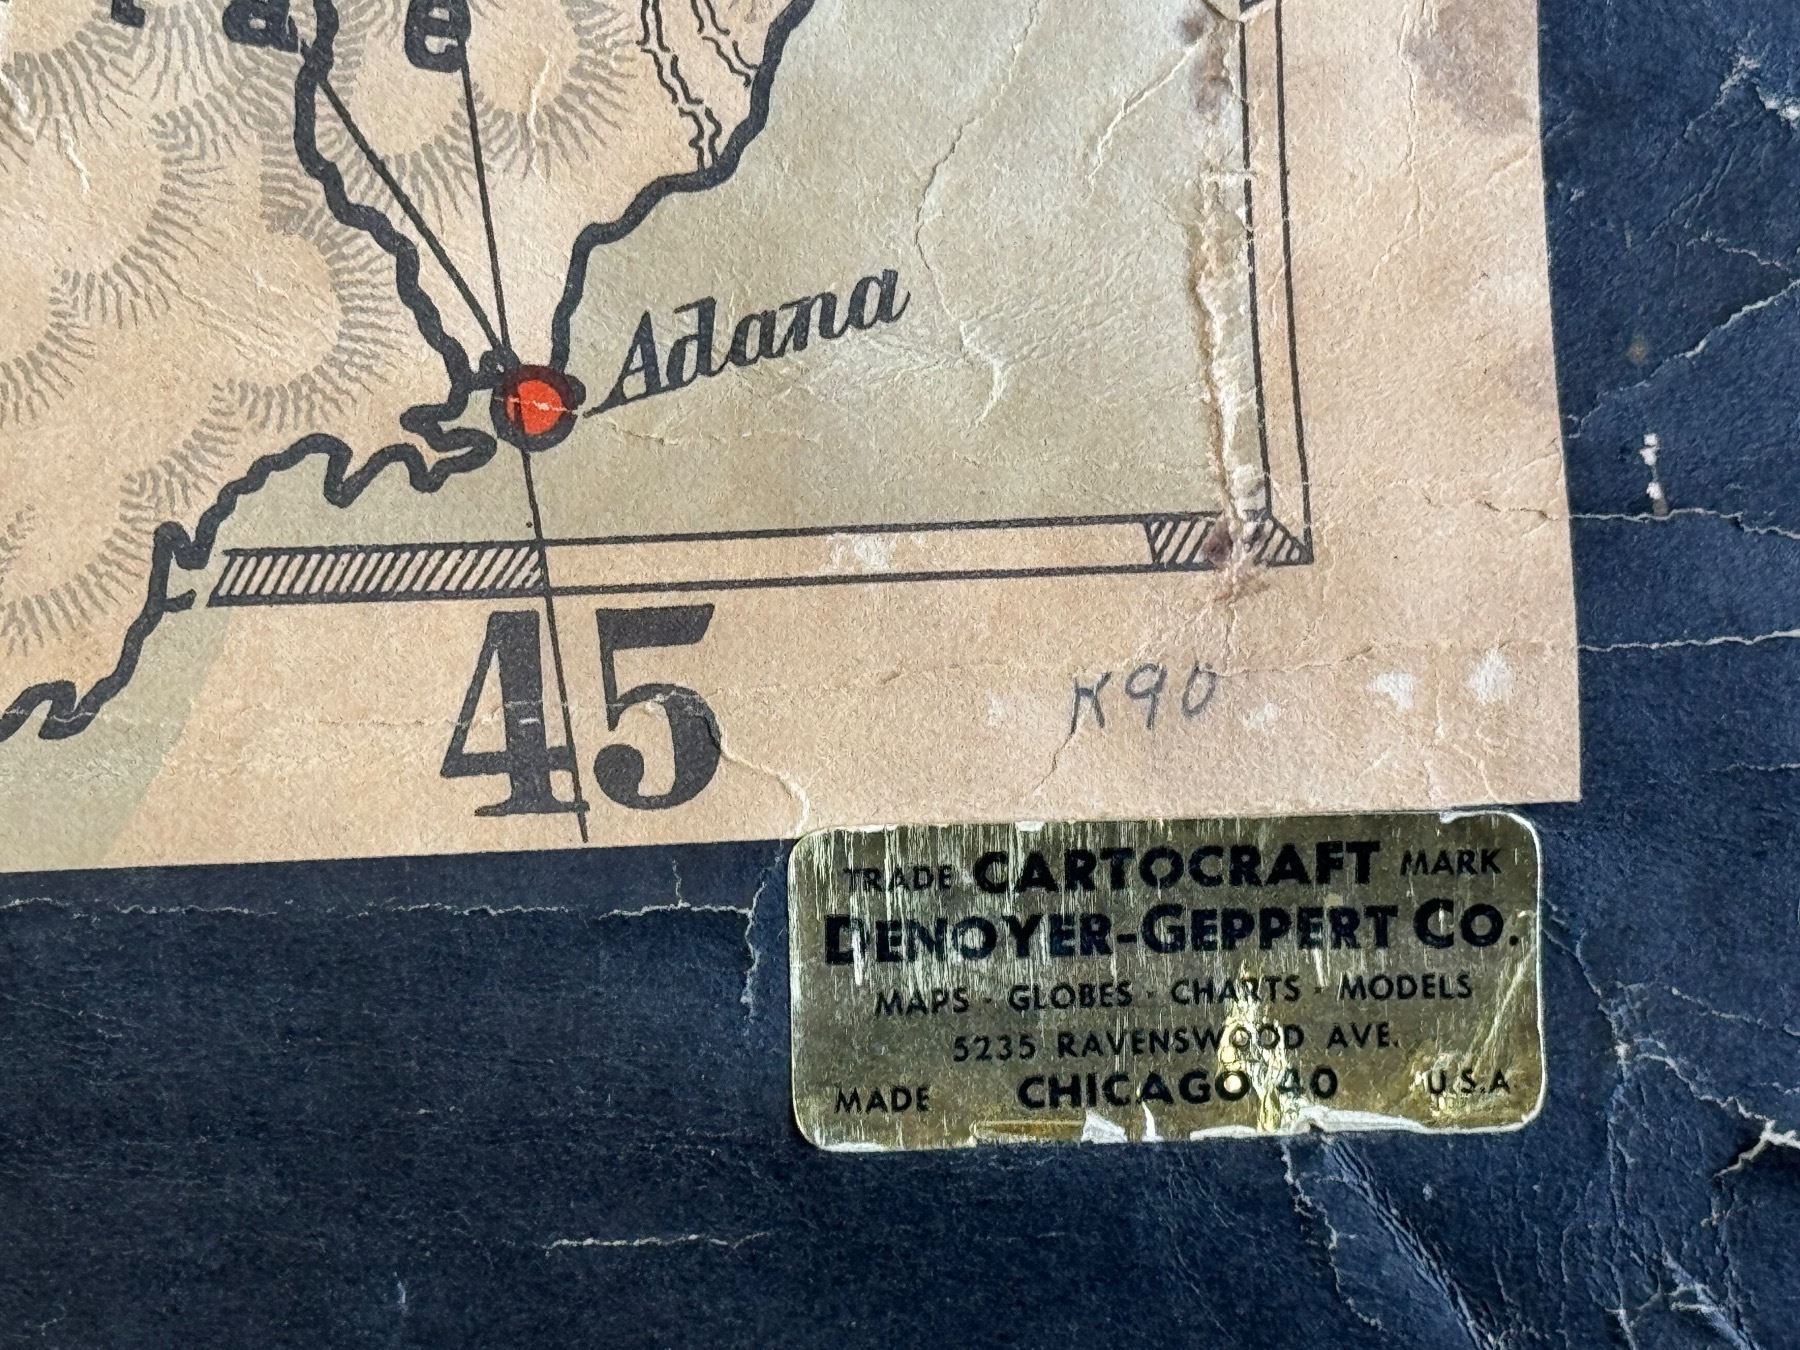 Adana
45
K90
TRADE CARTOCRAFT MARK
DENOYER-GEPPERT CO.
MAPS - GLOBES - CHARTS - MODELS
5235 RAVENSWOOD AVE.
MADE CHICAGO 40 U.S.A.